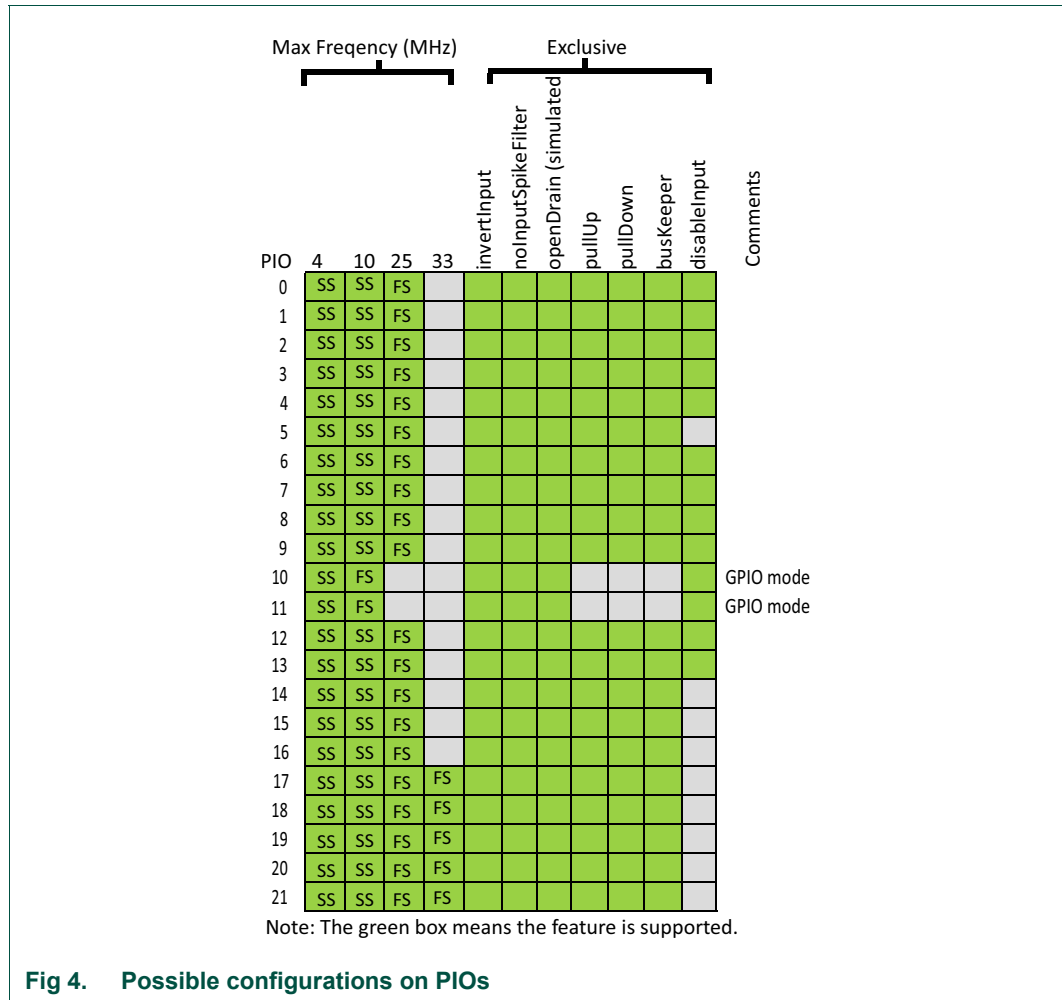 Max Freqency (MHz) Exclusive
invertInput
noInputSpikeFilter
openDrain (simulated
pullUp
pullDown
busKeeper
disableInput
Comments
PIO 4 10 25 33
0 SS SS FS
1 SS SS FS
2 SS SS FS
3 SS SS FS
4 SS SS FS
5 SS SS FS
6 SS SS FS
7 SS SS FS
8 SS SS FS
9 SS SS FS
10 SS FS GPIO mode
11 SS FS GPIO mode
12 SS SS FS
13 SS SS FS
14 SS SS FS
15 SS SS FS
16 SS SS FS
17 SS SS FS FS
18 SS SS FS FS
19 SS SS FS FS
20 SS SS FS FS
21 SS SS FS FS
Note: The green box means the feature is supported.
Fig 4. Possible configurations on PIOs